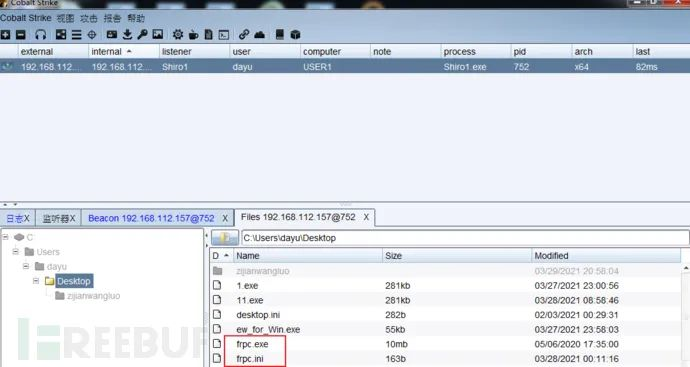 Cobalt Strike
Cobalt Strike 视图 攻击 报告 帮助
external internal listener user computer note process pid arch last
192.168.112.... 192.168.112.... Shiro1 dayu USER1 Shiro1.exe 752 x64 82ms
日志X 监听器X Beacon 192.168.112.157@752 X Files 192.168.112.157@752 X
C
Users
dayu
Desktop
zijianwangluo
C:\Users\dayu\Desktop
D Name Size Modified
zijianwangluo 03/29/2021 20:58:04
1.exe 281kb 03/27/2021 23:00:56
11.exe 281kb 03/28/2021 08:58:46
desktop.ini 282b 02/03/2021 00:29:31
ew_for_Win.exe 55kb 03/27/2021 23:58:03
frpc.exe 10mb 05/06/2020 17:35:00
frpc.ini 163b 03/28/2021 00:11:16
FREEBUF